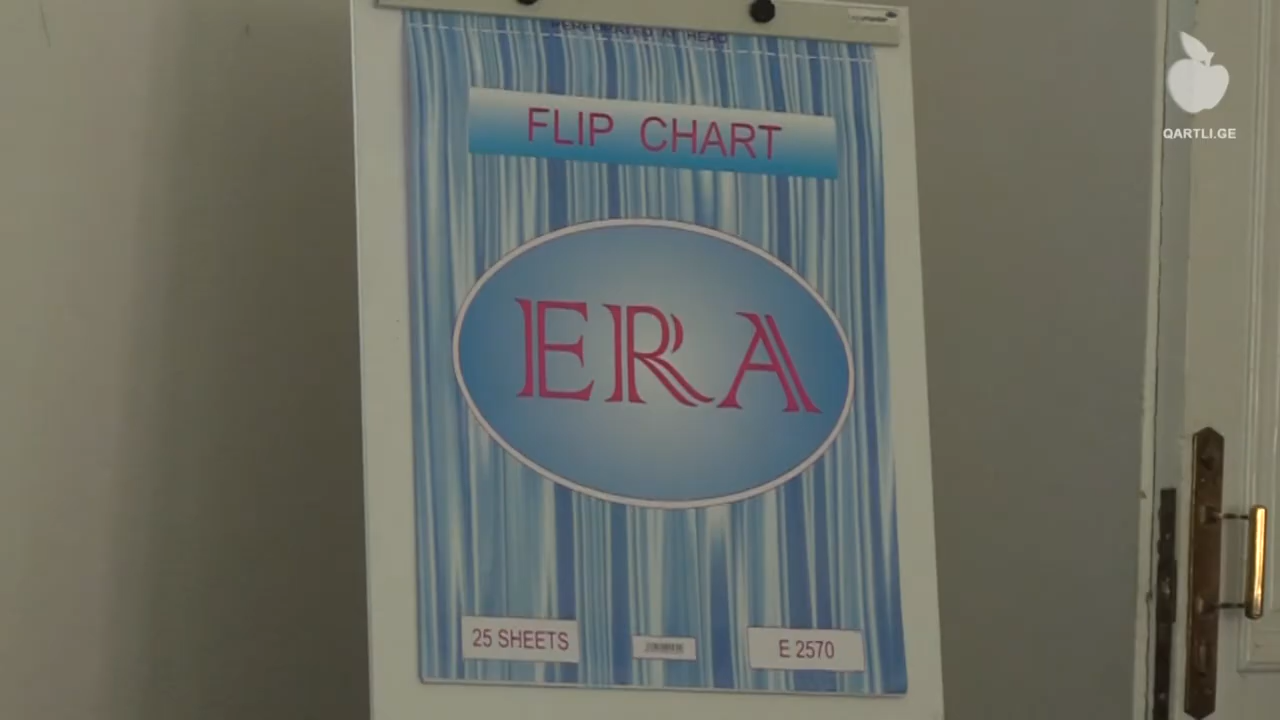 PERFORATED AT HEAD
FLIP CHART
ERA
25 SHEETS
E 2570
QARTLI.GE